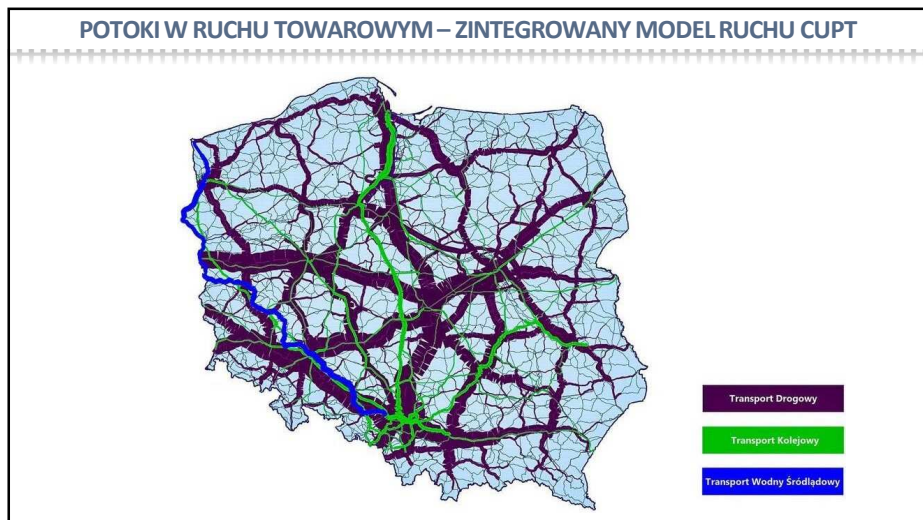 POTOKI W RUCHU TOWAROWYM – ZINTEGROWANY MODEL RUCHU CUPT
Transport Drogowy
Transport Kolejowy
Transport Wodny Śródlądowy